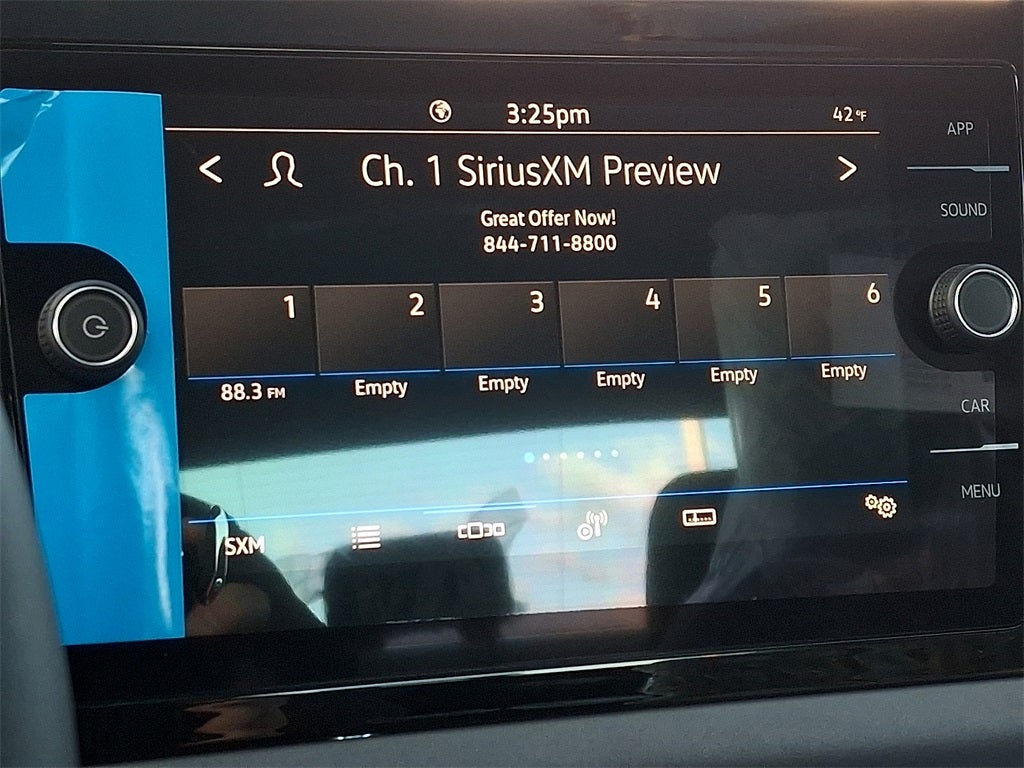 3:25pm
42°F
APP
< Ch. 1 SiriusXM Preview >
SOUND
Great Offer Now!
844-711-8800
1 2 3 4 5 6
88.3 FM Empty Empty Empty Empty Empty
CAR
MENU
SXM